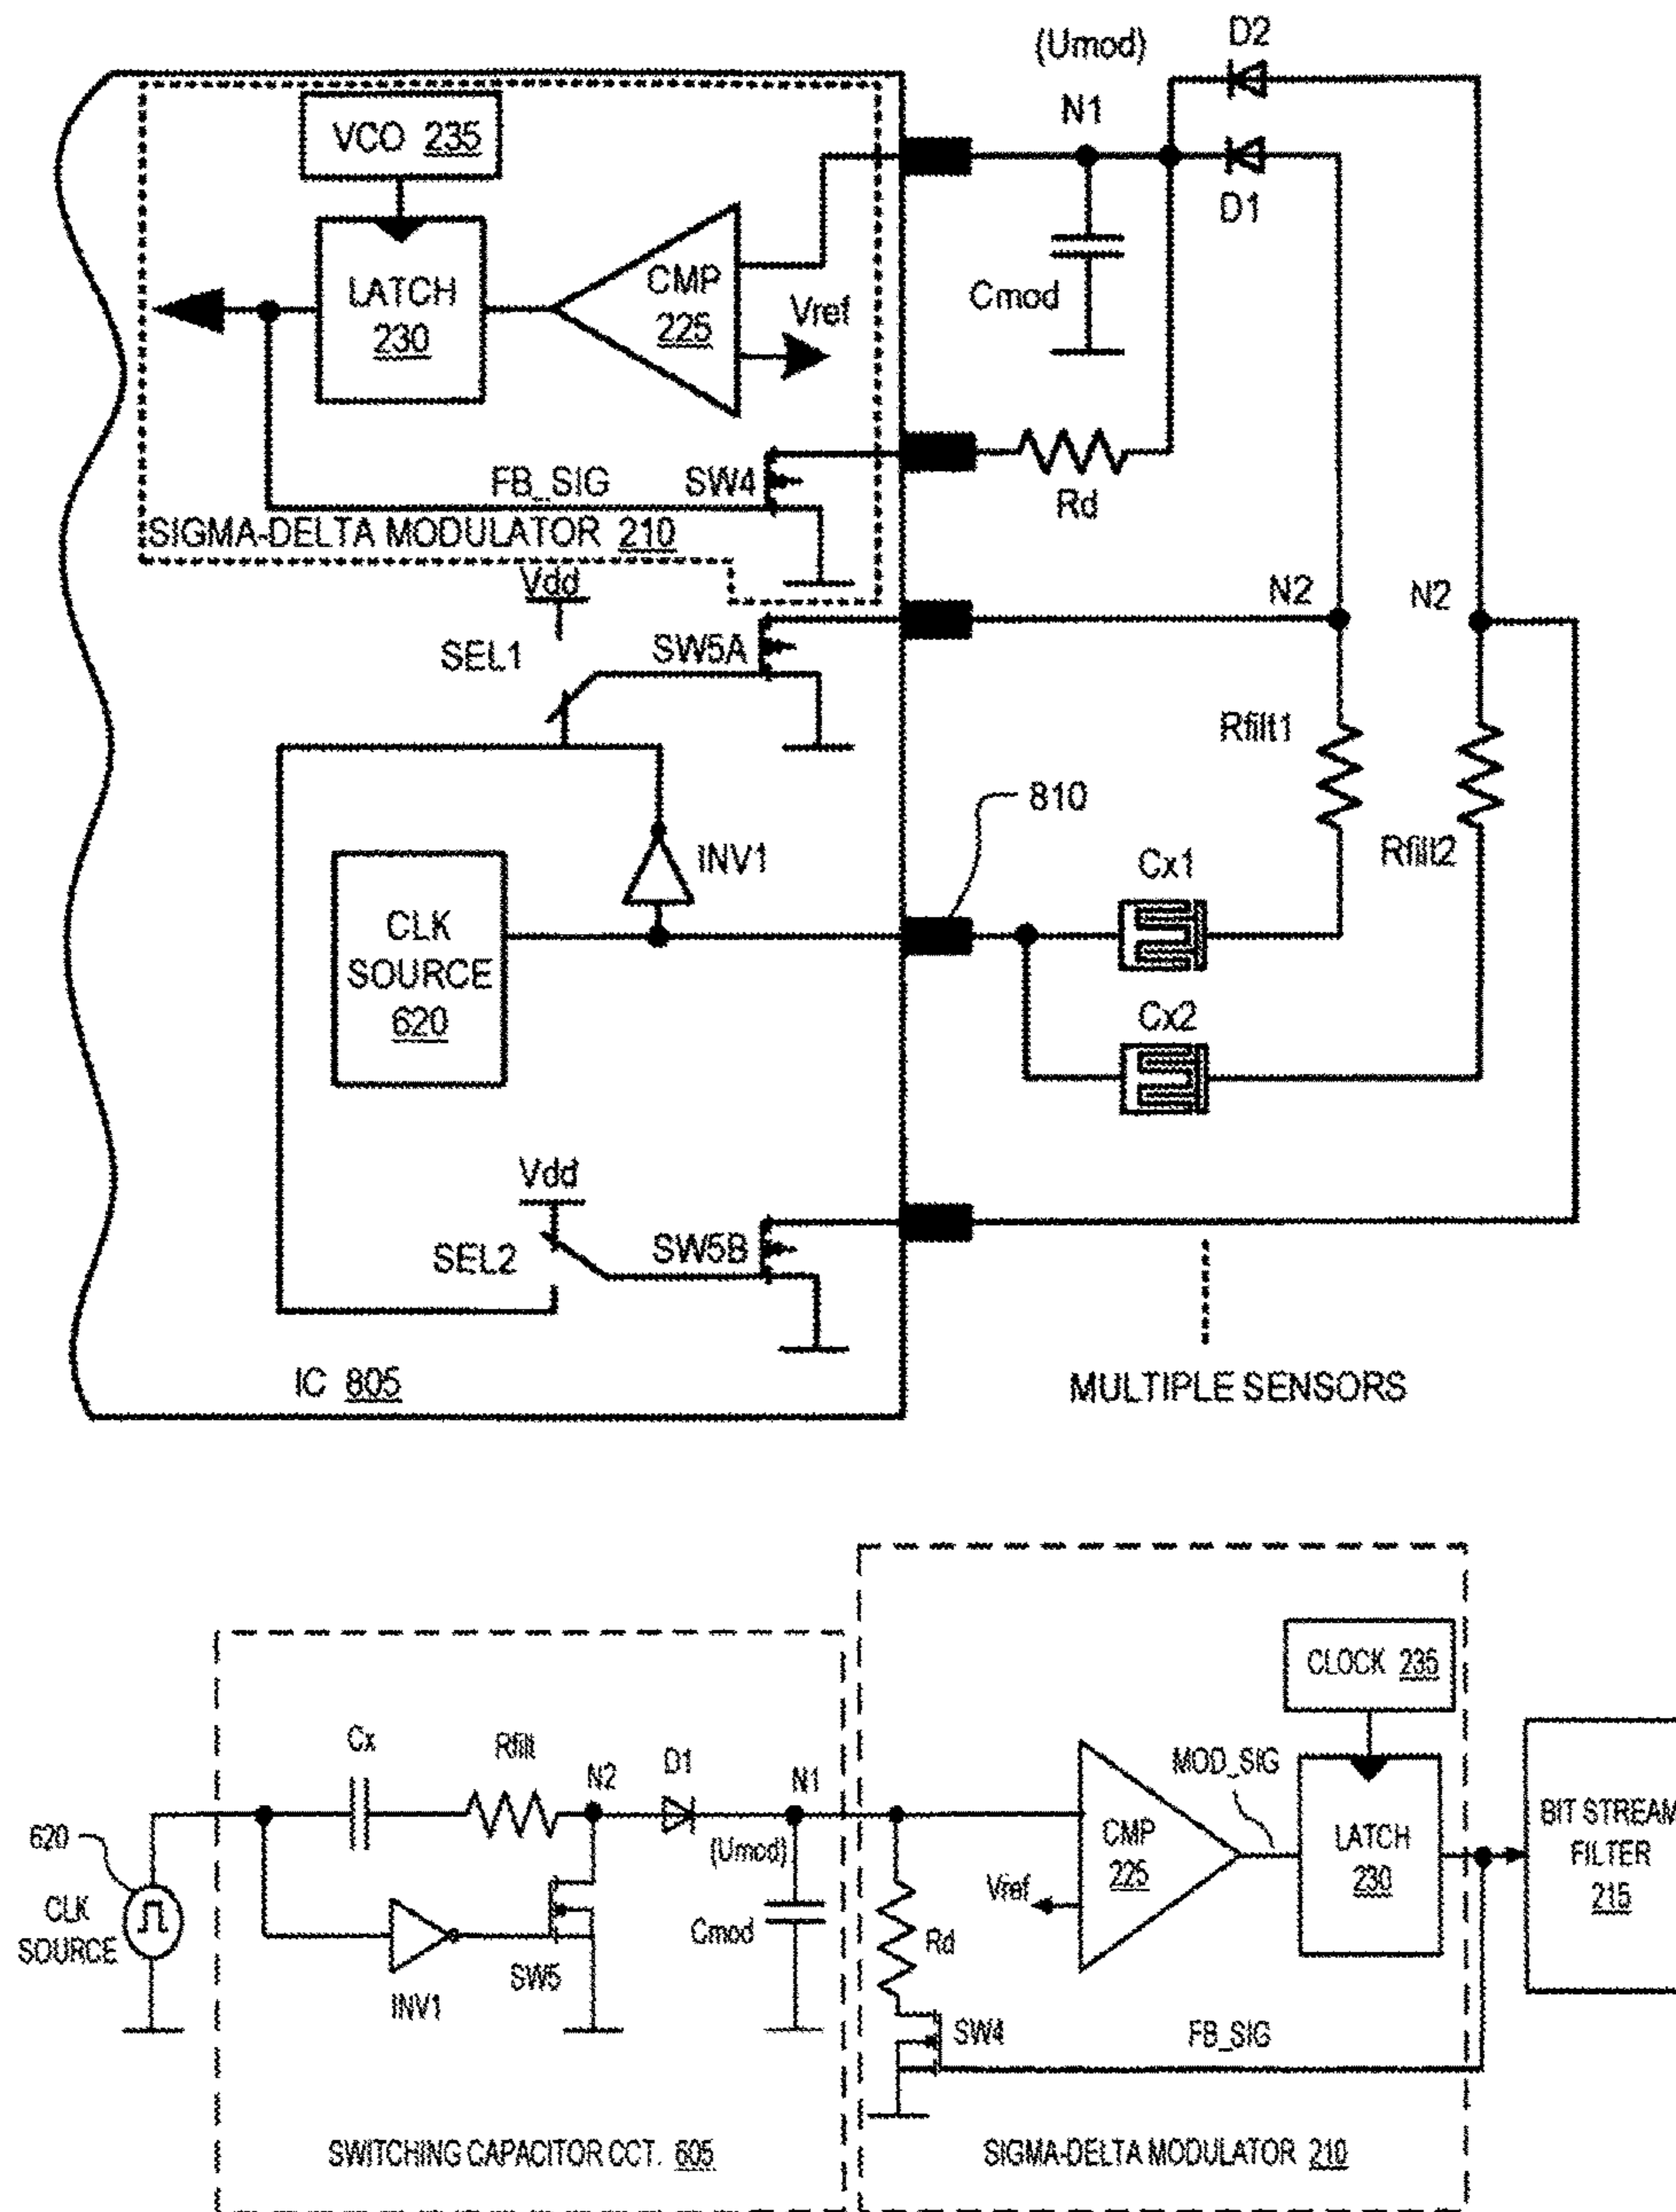 (Umod)
D2
N1
D1
VCO 235
LATCH
230
CMP
225
Vref
Cmod
FB_SIG
SW4
Rd
SIGMA-DELTA MODULATOR 210
Vdd
SEL1
SW5A
N2
N2
Rfilt1
Rfilt2
810
INV1
CLK
SOURCE
620
Cx1
Cx2
Vdd
SEL2
SW5B
IC 805
MULTIPLE SENSORS
CLOCK 235
Cx
Rfilt
N2
D1
N1
(Umod)
MOD_SIG
CMP
225
LATCH
230
BIT STREAM
FILTER
215
620
CLK
SOURCE
Vref
Cmod
Rd
INV1
SW5
SW4
FB_SIG
SWITCHING CAPACITOR CCT. 605
SIGMA-DELTA MODULATOR 210